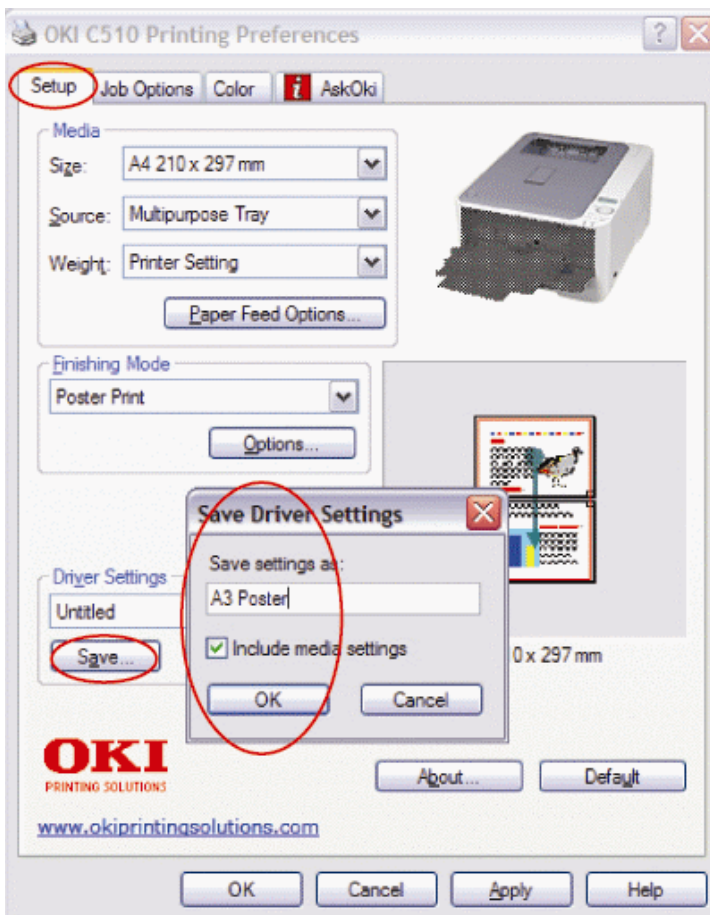 OKI C510 Printing Preferences
Setup Job Options Color i AskOki
Media
Size: A4 210 x 297 mm
Source: Multipurpose Tray
Weight: Printer Setting
Paper Feed Options...
Finishing Mode
Poster Print
Options...
Save Driver Settings
Save settings as:
A3 Poster
Include media settings
OK Cancel
Driver Settings
Untitled
Save...
0 x 297 mm
OKI
PRINTING SOLUTIONS
About... Default
www.okiprintingsolutions.com
OK Cancel Apply Help